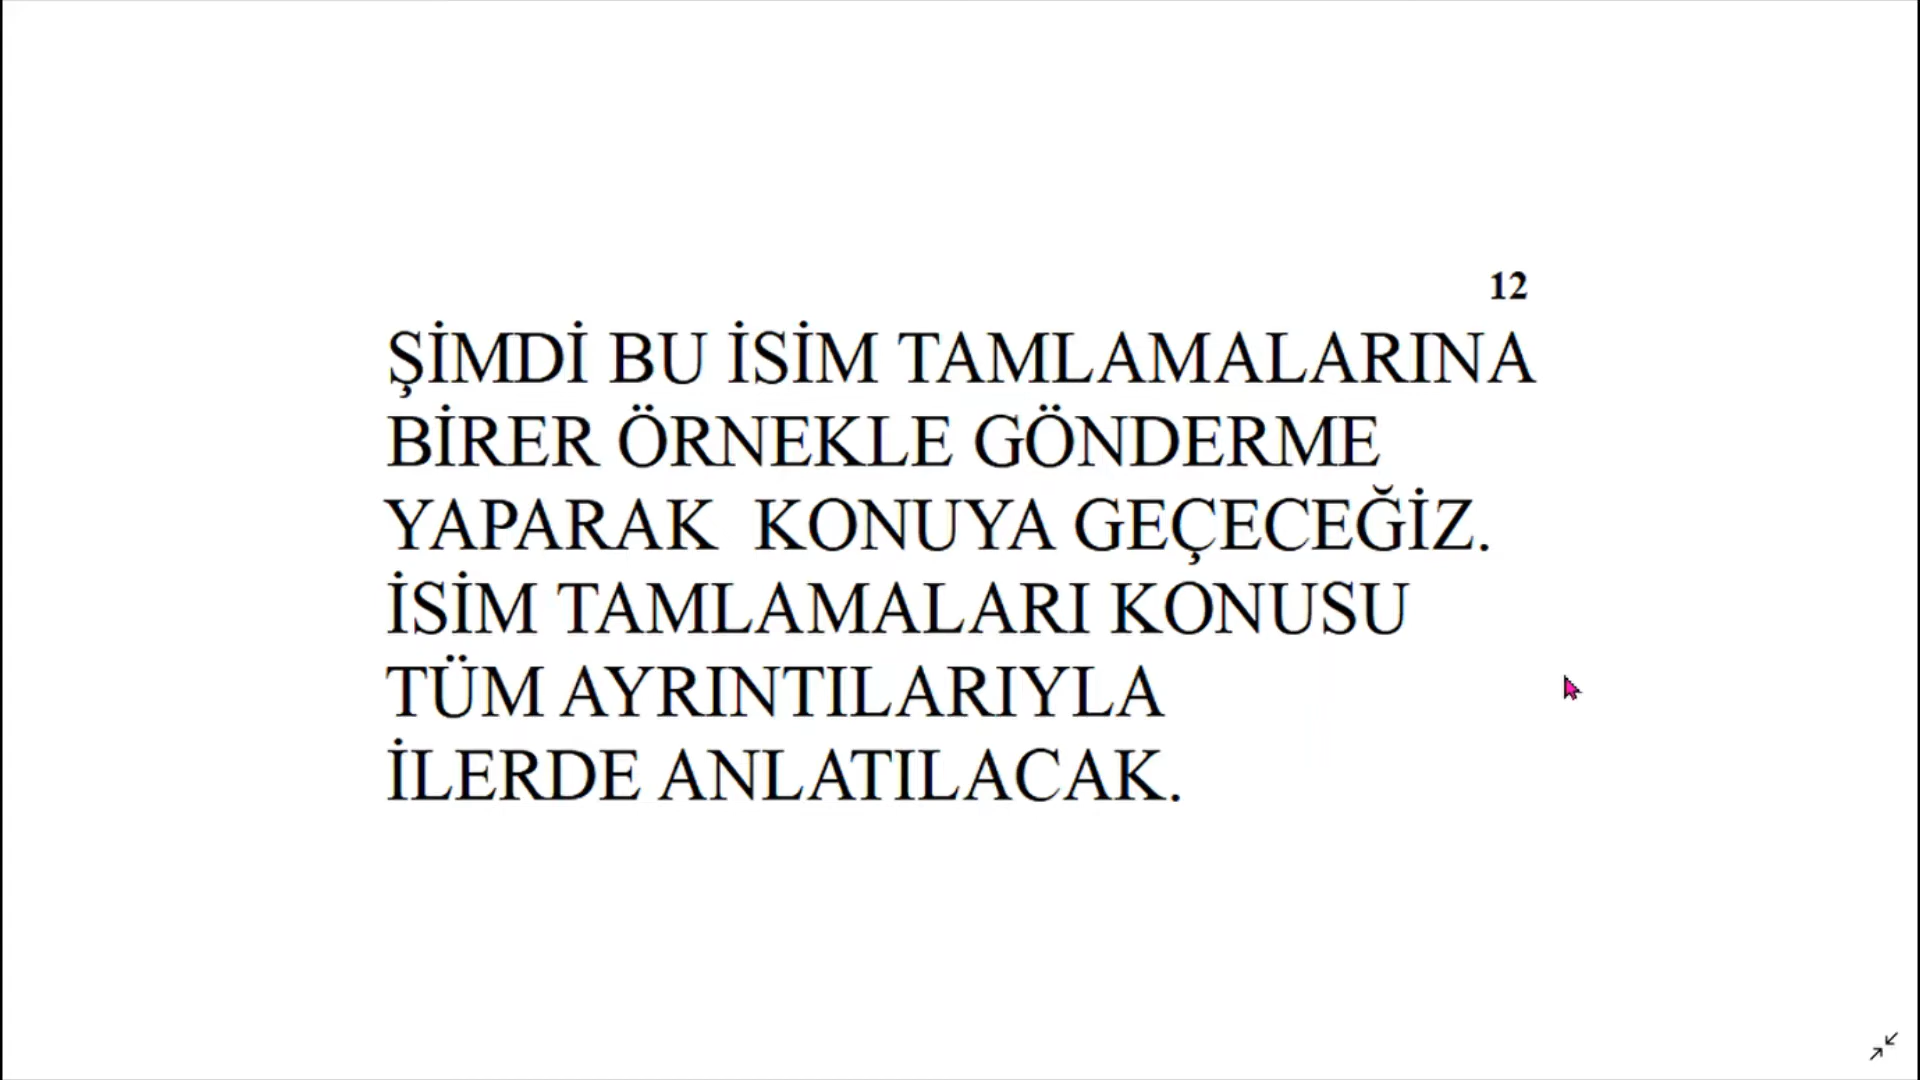 12
ŞİMDİ BU İSİM TAMLAMALARINA
BİRER ÖRNEKLE GÖNDERME
YAPARAK  KONUYA GEÇECEĞİZ.
İSİM TAMLAMALARI KONUSU
TÜM AYRINTILARIYLA
İLERDE ANLATILACAK.